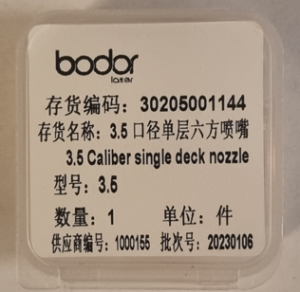 bodor
laser
存货编码：30205001144
存货名称：3.5 口径单层六方喷嘴
3.5 Caliber single deck nozzle
型号：3.5
数量：1 单位：件
供应商编号：1000155 批次号：20230106